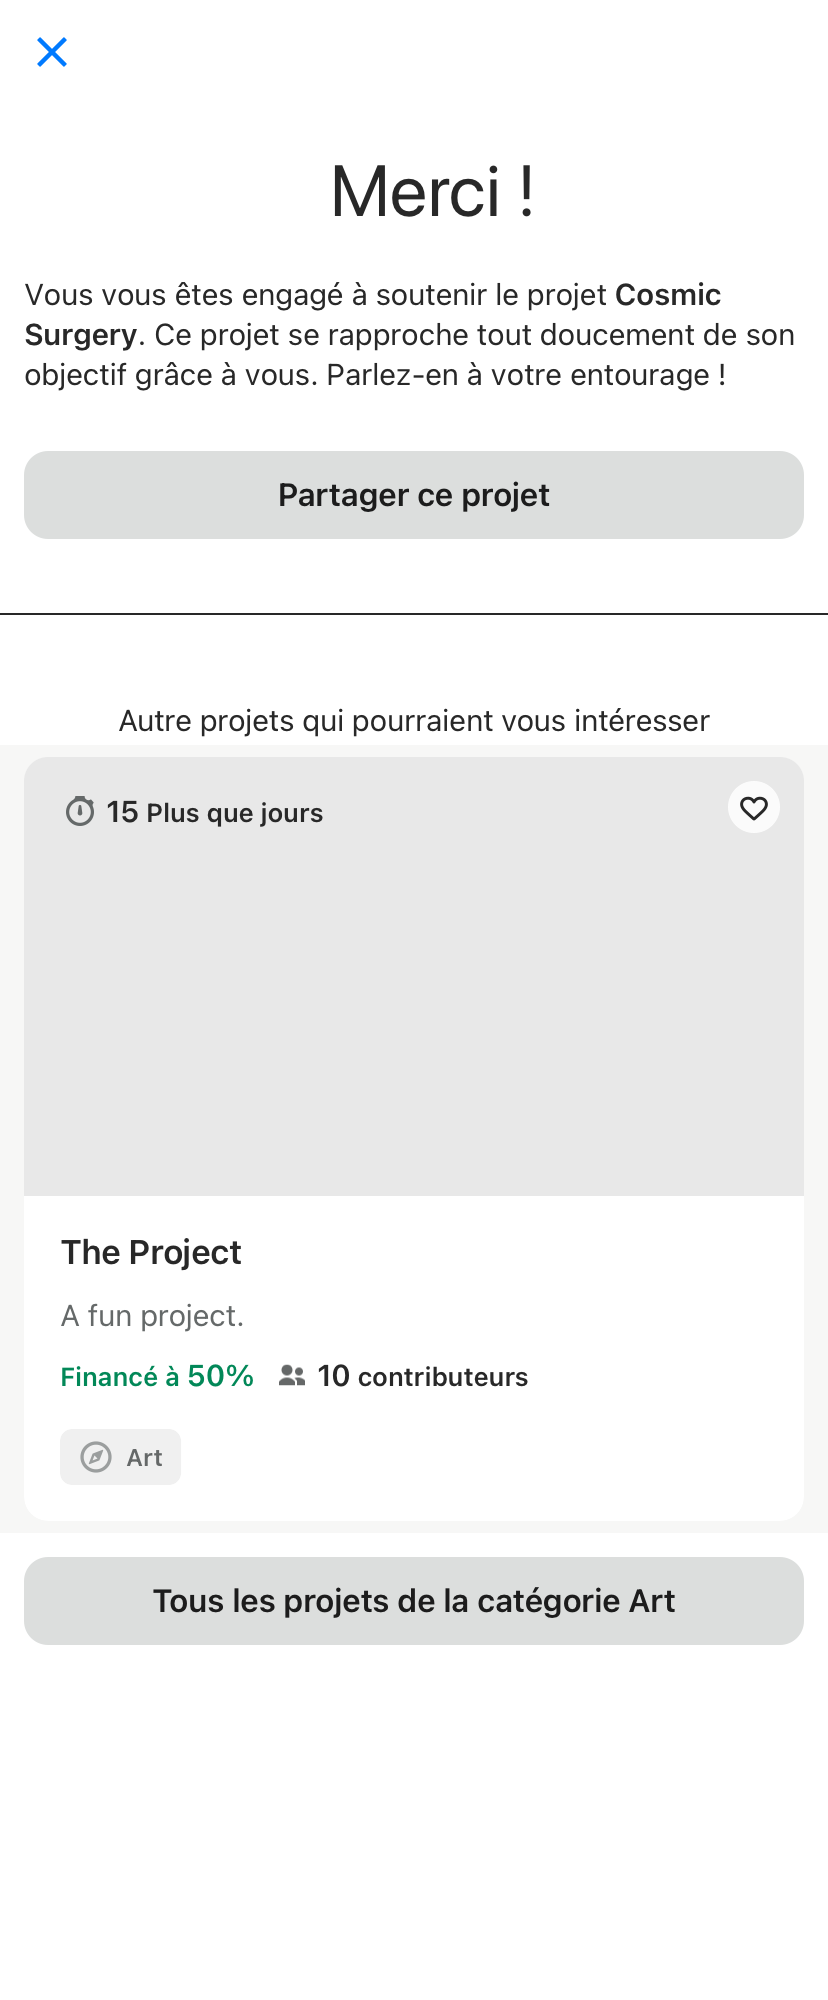 Merci !
Vous vous êtes engagé à soutenir le projet Cosmic
Surgery. Ce projet se rapproche tout doucement de son
objectif grâce à vous. Parlez-en à votre entourage !
Partager ce projet
Autre projets qui pourraient vous intéresser
15 Plus que jours
The Project
A fun project.
Financé à 50% 10 contributeurs
Art
Tous les projets de la catégorie Art